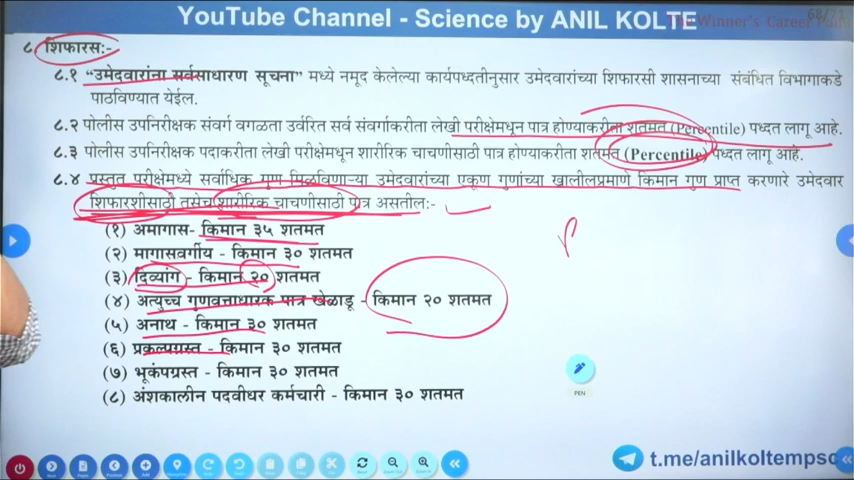 YouTube Channel - Science by ANIL KOLTE
The Winner's Career Point
८. शिफारस:-
८.१ "उमेदवारांना सर्वसाधारण सूचना" मध्ये नमूद केलेल्या कार्यपध्दतीनुसार उमेदवारांच्या शिफारसी शासनाच्या संबंधित विभागाकडे
पाठविण्यात येईल.
८.२ पोलीस उपनिरीक्षक संवर्ग वगळता उर्वरित सर्व संवर्गाकरीता लेखी परीक्षेमधून पात्र होण्याकरीता शतमत (Percentile) पध्दत लागू आहे.
८.३ पोलीस उपनिरीक्षक पदाकरीता लेखी परीक्षेमधून शारीरिक चाचणीसाठी पात्र होण्याकरीता शतमत (Percentile) पध्दत लागू आहे.
८.४ प्रस्तुत परीक्षेमध्ये सर्वाधिक गुण मिळविणाऱ्या उमेदवारांच्या एकूण गुणांच्या खालीलप्रमाणे किमान गुण प्राप्त करणारे उमेदवार
शिफारशीसाठी तसेच शारीरिक चाचणीसाठी पात्र असतील:-
(१) अमागास- किमान ३५ शतमत
(२) मागासवर्गीय - किमान ३० शतमत
(३) दिव्यांग - किमान २० शतमत
(४) अत्युच्च गुणवत्ताधारक पात्र खेळाडू - किमान २० शतमत
(५) अनाथ - किमान ३० शतमत
(६) प्रकल्पग्रस्त - किमान ३० शतमत
(७) भूकंपग्रस्त - किमान ३० शतमत
(८) अंशकालीन पदवीधर कर्मचारी - किमान ३० शतमत
PEN
t.me/anilkoltempsc